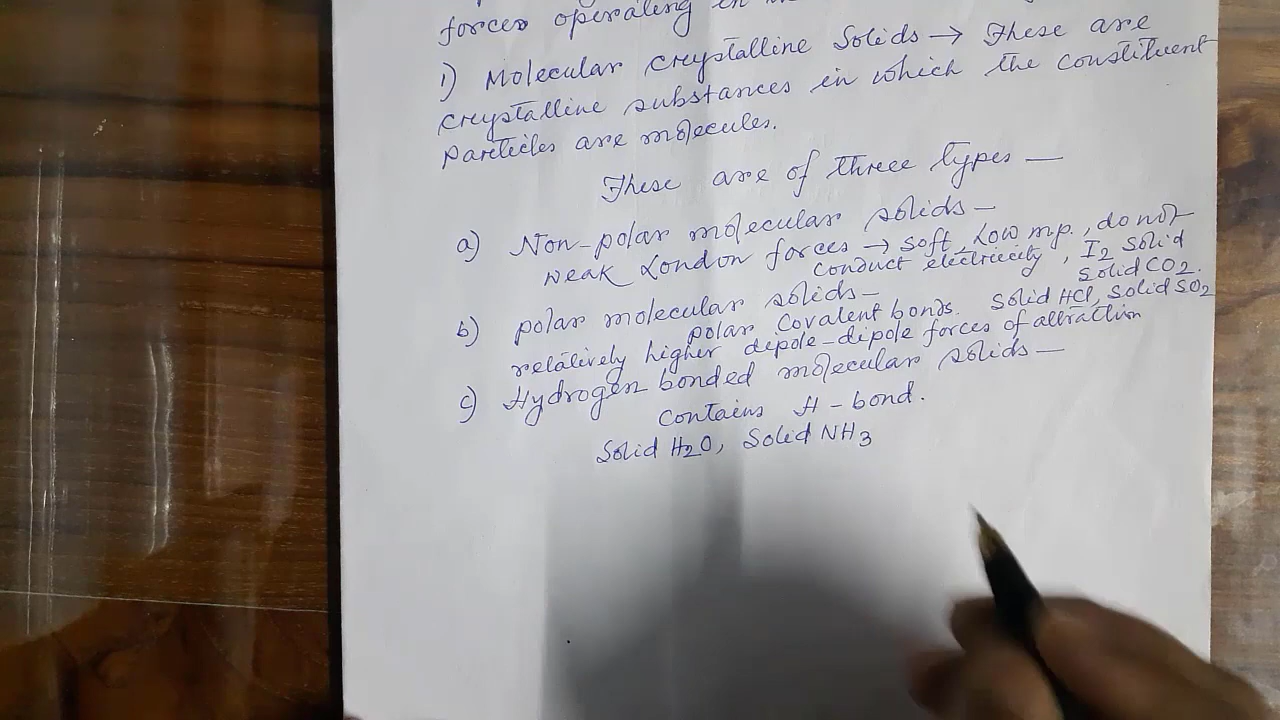 forces operating in
1) Molecular crystalline Solids → These are
crystalline substances in which the constituent
particles are molecules.
These are of three types —
a) Non-polar molecular solids —
weak London forces → soft, Low mp., do not
conduct electricity, I2 Solid
Solid CO2.
b) polar molecular solids —
polar covalent bonds. Solid HCl, Solid SO2
relatively higher dipole-dipole forces of attraction
c) Hydrogen bonded molecular solids —
Contains H-bond.
Solid H2O, Solid NH3